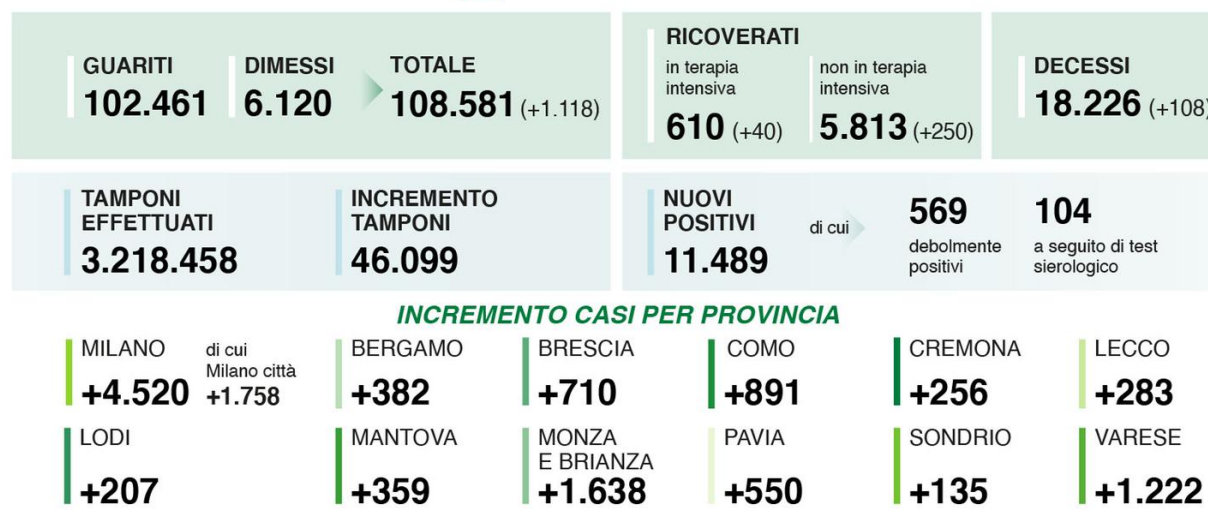 GUARITI
102.461
DIMESSI
6.120
TOTALE
108.581 (+1.118)
RICOVERATI
in terapia
intensiva
610 (+40)
non in terapia
intensiva
5.813 (+250)
DECESSI
18.226 (+108)
TAMPONI
EFFETTUATI
3.218.458
INCREMENTO
TAMPONI
46.099
NUOVI
POSITIVI
11.489
di cui
569
debolmente
positivi
104
a seguito di test
sierologico
INCREMENTO CASI PER PROVINCIA
MILANO
+4.520
di cui
Milano città
+1.758
BERGAMO
+382
BRESCIA
+710
COMO
+891
CREMONA
+256
LECCO
+283
LODI
+207
MANTOVA
+359
MONZA
E BRIANZA
+1.638
PAVIA
+550
SONDRIO
+135
VARESE
+1.222